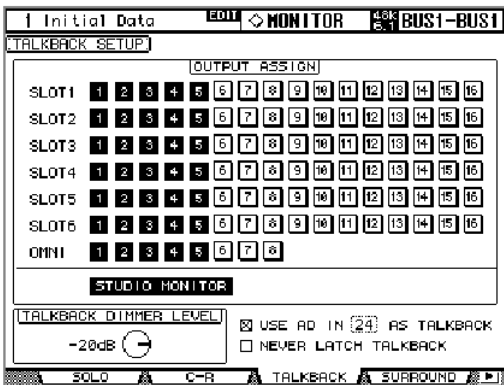 1 Initial Data EDIT ◇MONITOR 48k 6.1 BUS1-BUS1
TALKBACK SETUP
OUTPUT ASSIGN
SLOT1 1 2 3 4 5 6 7 8 9 10 11 12 13 14 15 16
SLOT2 1 2 3 4 5 6 7 8 9 10 11 12 13 14 15 16
SLOT3 1 2 3 4 5 6 7 8 9 10 11 12 13 14 15 16
SLOT4 1 2 3 4 5 6 7 8 9 10 11 12 13 14 15 16
SLOT5 1 2 3 4 5 6 7 8 9 10 11 12 13 14 15 16
SLOT6 1 2 3 4 5 6 7 8 9 10 11 12 13 14 15 16
OMNI 1 2 3 4 5 6 7 8
STUDIO MONITOR
TALKBACK DIMMER LEVEL
-20dB
USE AD IN 24 AS TALKBACK
NEVER LATCH TALKBACK
SOLO C-R TALKBACK SURROUND